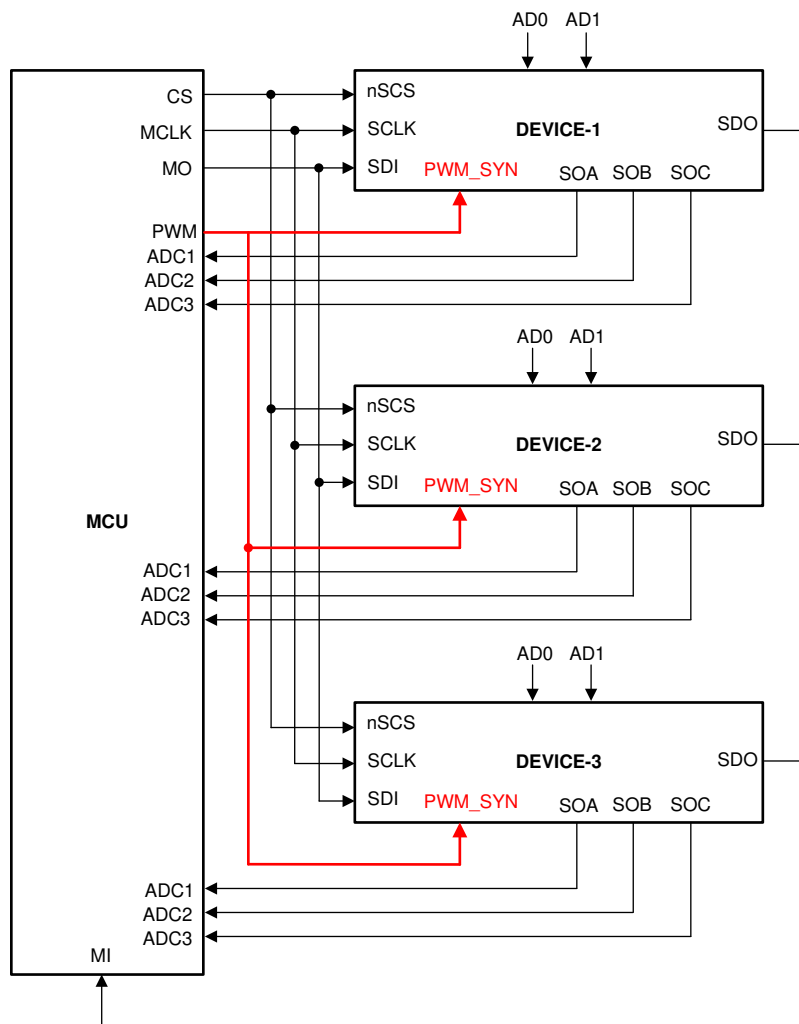 AD0 AD1
CS
MCLK
MO
PWM
ADC1
ADC2
ADC3
nSCS
SCLK
SDI
DEVICE-1
SDO
PWM_SYN
SOA SOB SOC
AD0 AD1
nSCS
SCLK
SDI
DEVICE-2
SDO
PWM_SYN
SOA SOB SOC
MCU
ADC1
ADC2
ADC3
AD0 AD1
nSCS
SCLK
SDI
DEVICE-3
SDO
PWM_SYN
SOA SOB SOC
ADC1
ADC2
ADC3
MI